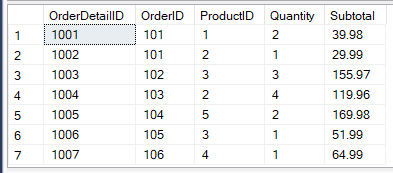 OrderDetailID OrderID ProductID Quantity Subtotal
1 1001 101 1 2 39.98
2 1002 101 2 1 29.99
3 1003 102 3 3 155.97
4 1004 103 2 4 119.96
5 1005 104 5 2 169.98
6 1006 105 3 1 51.99
7 1007 106 4 1 64.99